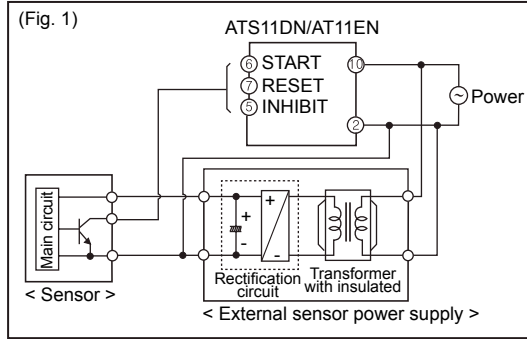 (Fig. 1)
ATS11DN/AT11EN
⑥ START ⑩
⑦ RESET
⑤ INHIBIT
②
~ Power
Main circuit
+ +
- -
Rectification circuit
Transformer with insulated
< Sensor >
< External sensor power supply >